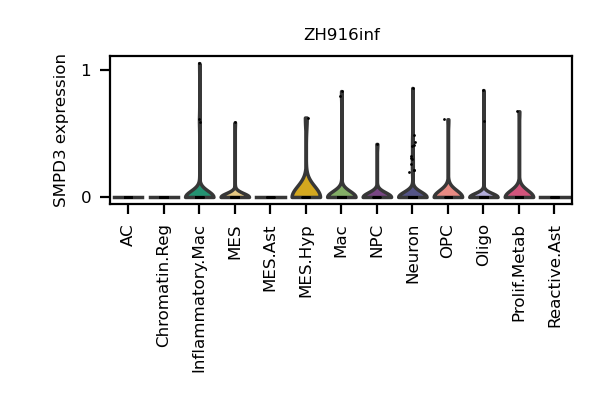 ZH916inf
SMPD3 expression
1
0
AC
Chromatin.Reg
Inflammatory.Mac
MES
MES.Ast
MES.Hyp
Mac
NPC
Neuron
OPC
Oligo
Prolif.Metab
Reactive.Ast